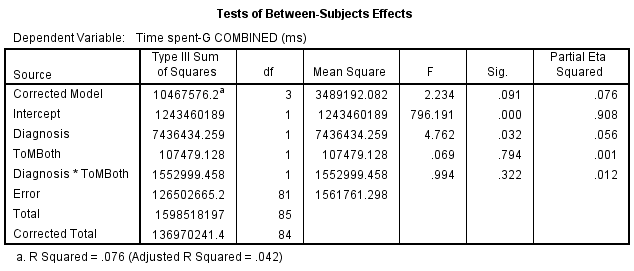 Tests of Between-Subjects Effects
Dependent Variable: Time spent-G COMBINED (ms)
Source Type III Sum of Squares df Mean Square F Sig. Partial Eta Squared
Corrected Model 10467576.2a 3 3489192.082 2.234 .091 .076
Intercept 1243460189 1 1243460189 796.191 .000 .908
Diagnosis 7436434.259 1 7436434.259 4.762 .032 .056
ToMBoth 107479.128 1 107479.128 .069 .794 .001
Diagnosis * ToMBoth 1552999.458 1 1552999.458 .994 .322 .012
Error 126502665.2 81 1561761.298
Total 1598518197 85
Corrected Total 136970241.4 84
a. R Squared = .076 (Adjusted R Squared = .042)